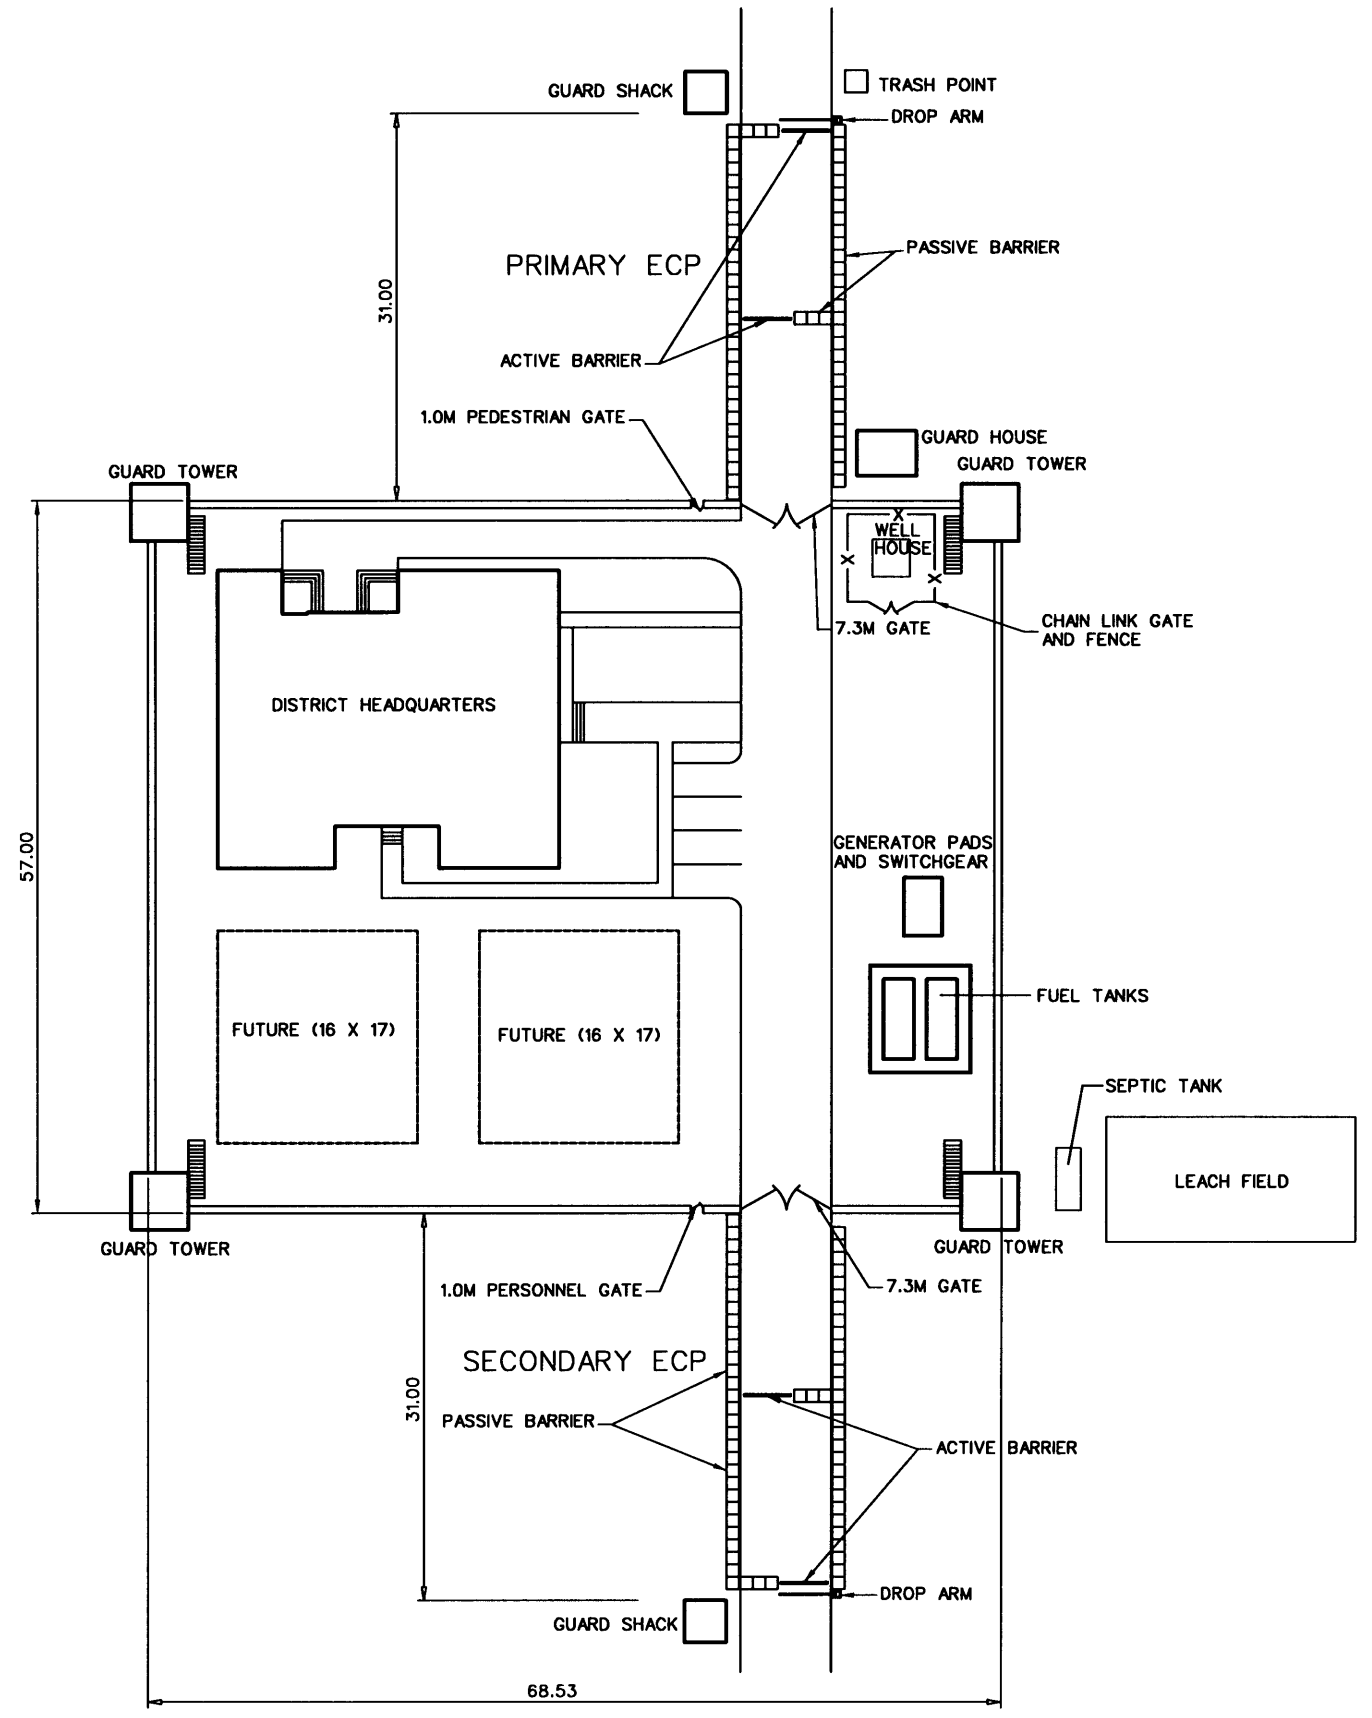 GUARD SHACK
TRASH POINT
DROP ARM
PASSIVE BARRIER
PRIMARY ECP
31.00
ACTIVE BARRIER
1.0M PEDESTRIAN GATE
GUARD HOUSE
GUARD TOWER
GUARD TOWER
WELL
HOUSE
7.3M GATE
CHAIN LINK GATE
AND FENCE
DISTRICT HEADQUARTERS
57.00
GENERATOR PADS
AND SWITCHGEAR
FUEL TANKS
FUTURE (16 X 17)
FUTURE (16 X 17)
SEPTIC TANK
LEACH FIELD
GUARD TOWER
GUARD TOWER
1.0M PERSONNEL GATE
7.3M GATE
SECONDARY ECP
31.00
PASSIVE BARRIER
ACTIVE BARRIER
DROP ARM
GUARD SHACK
68.53